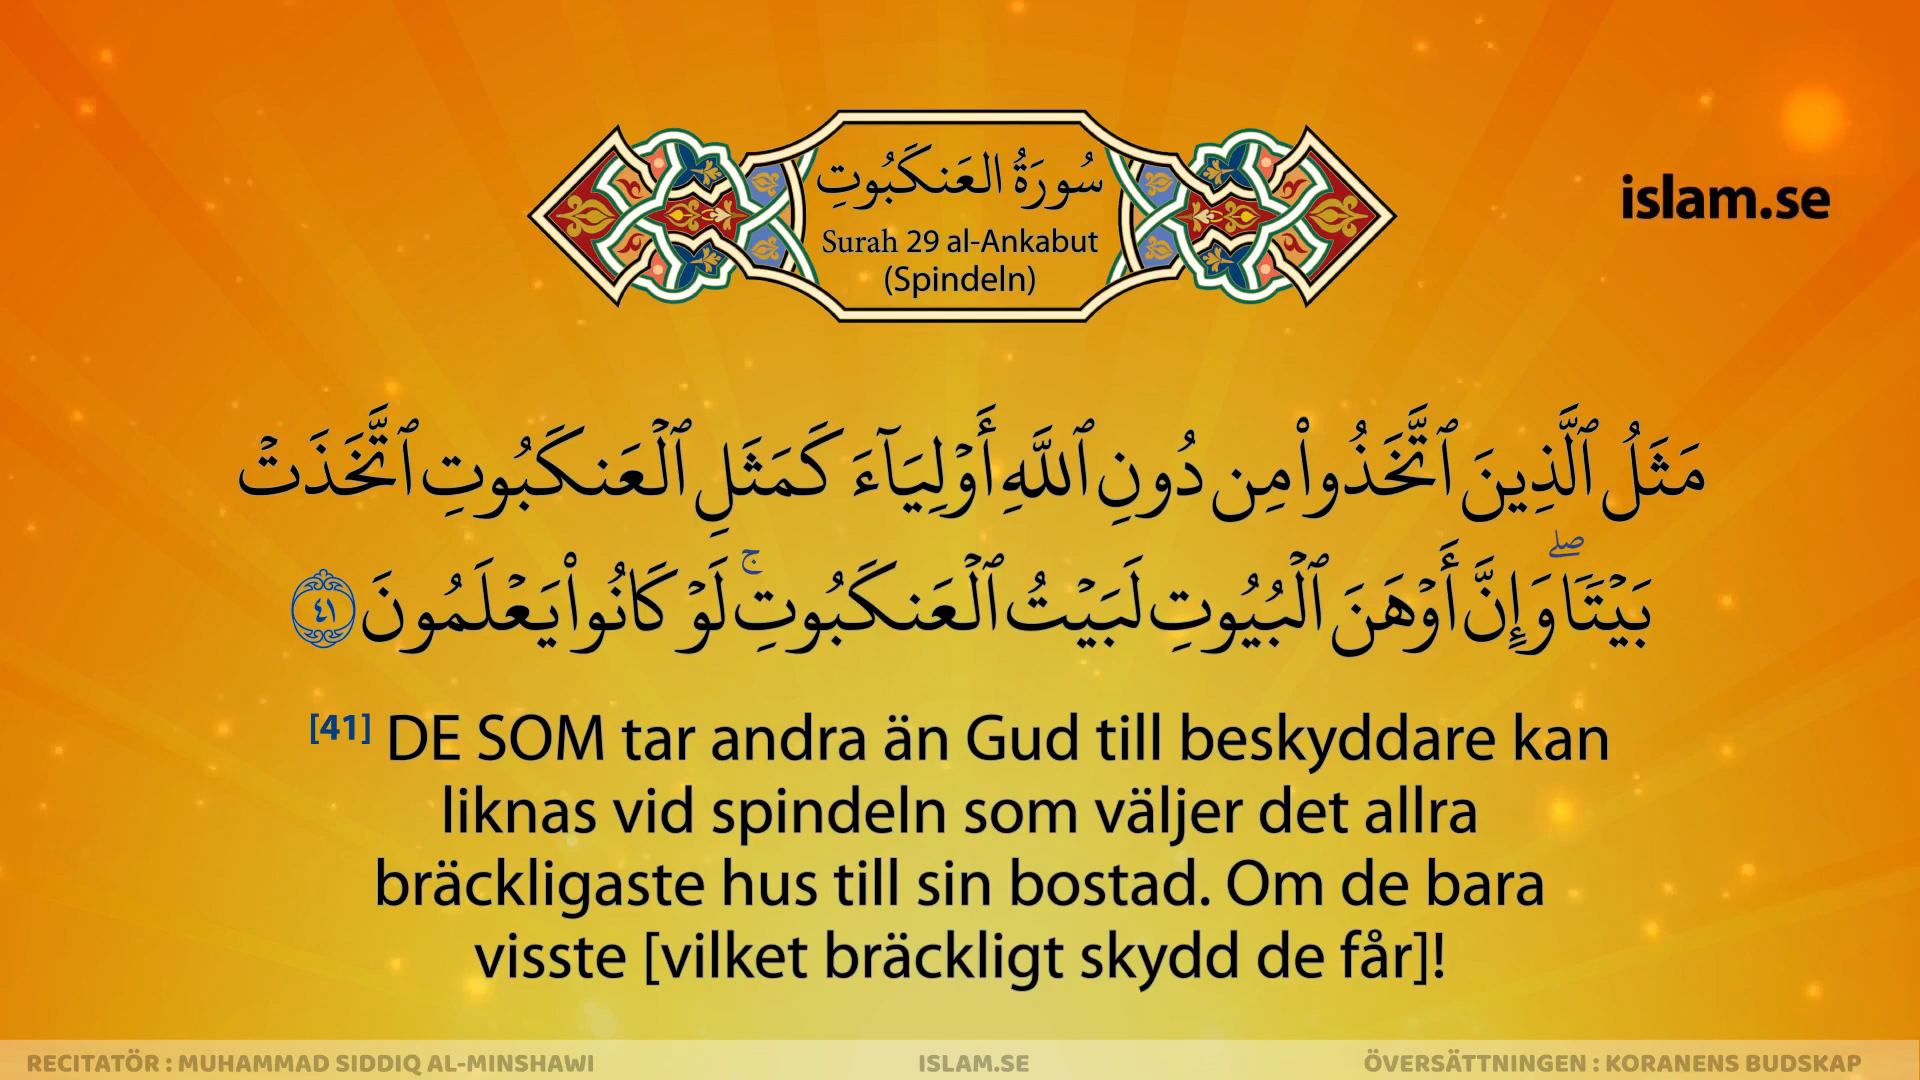 سُورَةُ العَنكَبُوتِ
Surah 29 al-Ankabut
(Spindeln)
islam.se
مَثَلُ ٱلَّذِينَ ٱتَّخَذُوا۟ مِن دُونِ ٱللَّهِ أَوْلِيَآءَ كَمَثَلِ ٱلْعَنكَبُوتِ ٱتَّخَذَتْ
بَيْتًا ۖ وَإِنَّ أَوْهَنَ ٱلْبُيُوتِ لَبَيْتُ ٱلْعَنكَبُوتِ ۚ لَوْ كَانُوا۟ يَعْلَمُونَ ٤١
[41] DE SOM tar andra än Gud till beskyddare kan
liknas vid spindeln som väljer det allra
bräckligaste hus till sin bostad. Om de bara
visste [vilket bräckligt skydd de får]!
RECITATÖR : MUHAMMAD SIDDIQ AL-MINSHAWI
ISLAM.SE
ÖVERSÄTTNINGEN : KORANENS BUDSKAP